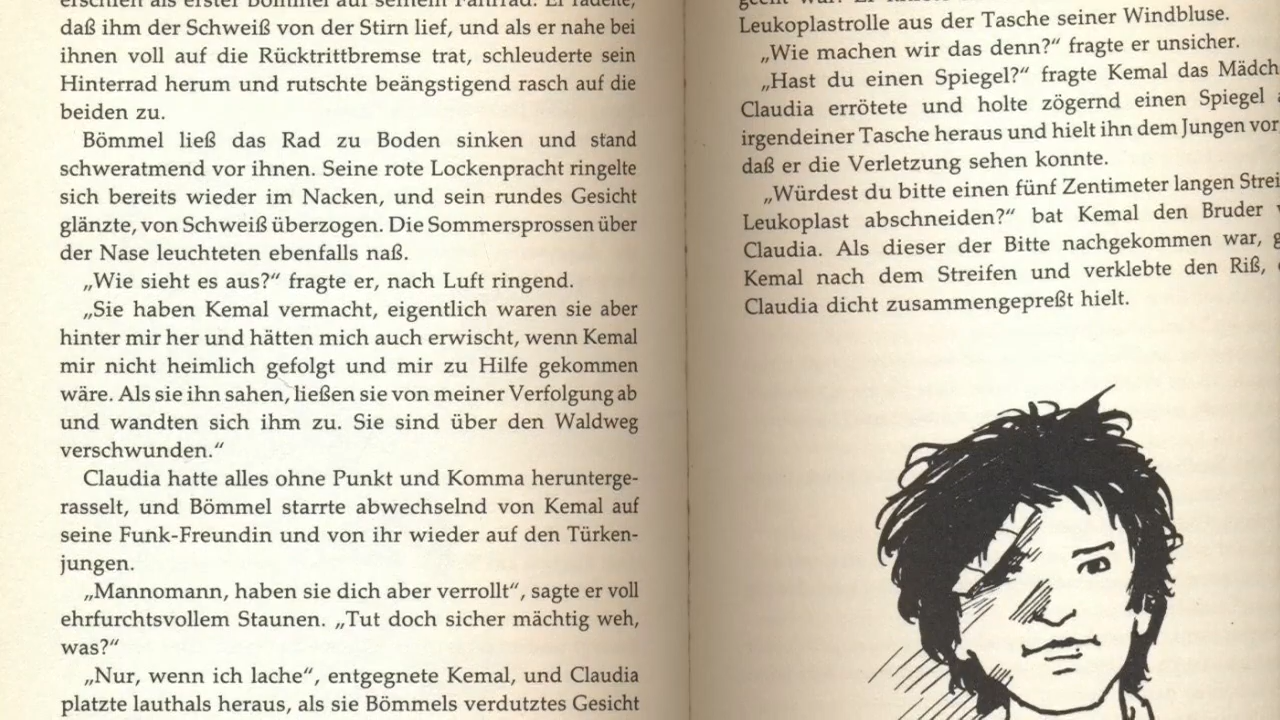 erschien als erster Bömmel auf seinem Fahrrad. Er radelte,
daß ihm der Schweiß von der Stirn lief, und als er nahe bei
ihnen voll auf die Rücktrittbremse trat, schleuderte sein
Hinterrad herum und rutschte beängstigend rasch auf die
beiden zu.
Bömmel ließ das Rad zu Boden sinken und stand
schweratmend vor ihnen. Seine rote Lockenpracht ringelte
sich bereits wieder im Nacken, und sein rundes Gesicht
glänzte, von Schweiß überzogen. Die Sommersprossen über
der Nase leuchteten ebenfalls naß.
„Wie sieht es aus?“ fragte er, nach Luft ringend.
„Sie haben Kemal vermacht, eigentlich waren sie aber
hinter mir her und hätten mich auch erwischt, wenn Kemal
mir nicht heimlich gefolgt und mir zu Hilfe gekommen
wäre. Als sie ihn sahen, ließen sie von meiner Verfolgung ab
und wandten sich ihm zu. Sie sind über den Waldweg
verschwunden.“
Claudia hatte alles ohne Punkt und Komma herunterge-
rasselt, und Bömmel starrte abwechselnd von Kemal auf
seine Funk-Freundin und von ihr wieder auf den Türken-
jungen.
„Mannomann, haben sie dich aber verrollt“, sagte er voll
ehrfurchtsvollem Staunen. „Tut doch sicher mächtig weh,
was?“
„Nur, wenn ich lache“, entgegnete Kemal, und Claudia
platzte lauthals heraus, als sie Bömmels verdutztes Gesicht
Leukoplastrolle aus der Tasche seiner Windbluse.
„Wie machen wir das denn?“ fragte er unsicher.
„Hast du einen Spiegel?“ fragte Kemal das Mädch
Claudia errötete und holte zögernd einen Spiegel
irgendeiner Tasche heraus und hielt ihn dem Jungen vor
daß er die Verletzung sehen konnte.
„Würdest du bitte einen fünf Zentimeter langen Strei
Leukoplast abschneiden?“ bat Kemal den Bruder
Claudia. Als dieser der Bitte nachgekommen war,
Kemal nach dem Streifen und verklebte den Riß,
Claudia dicht zusammengepreßt hielt.